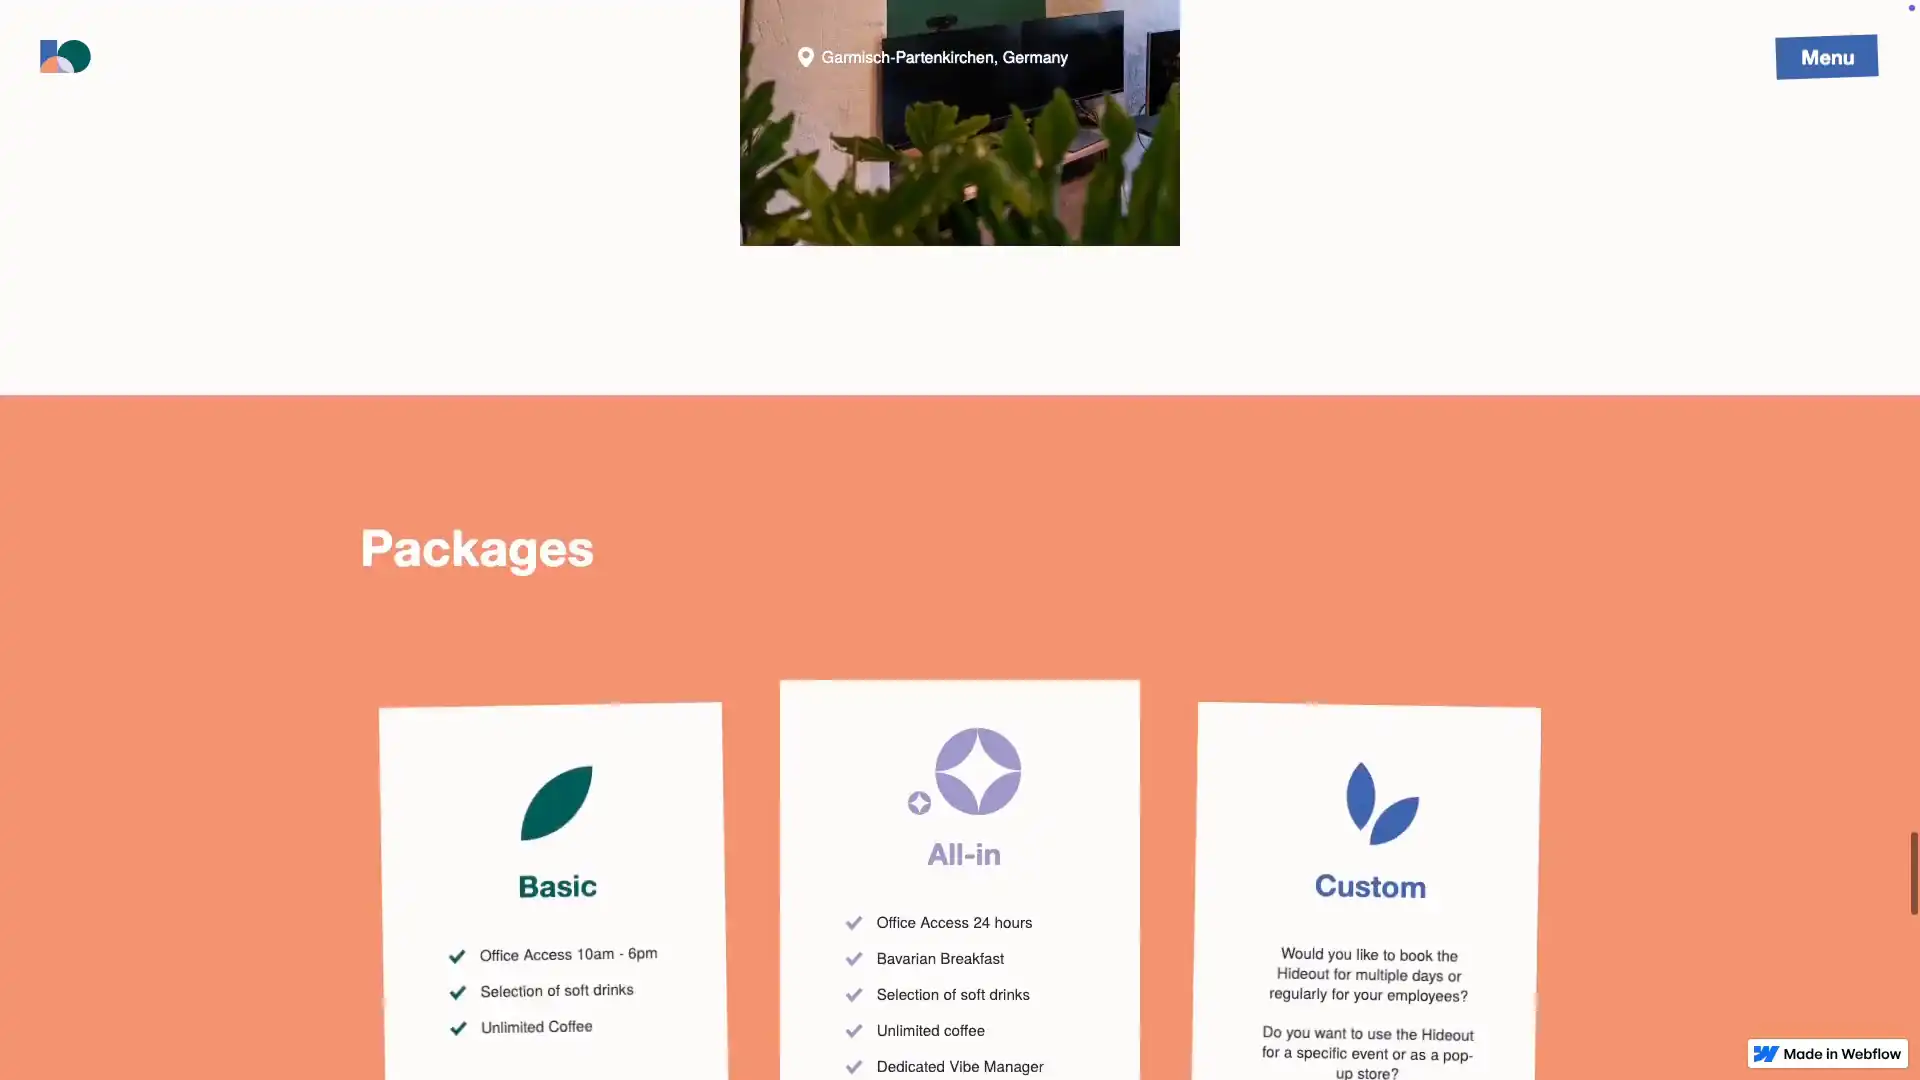 Garmisch-Partenkirchen, Germany
Menu
Packages
Basic
Office Access 10am - 6pm
Selection of soft drinks
Unlimited Coffee
All-in
Office Access 24 hours
Bavarian Breakfast
Selection of soft drinks
Unlimited coffee
Dedicated Vibe Manager
Custom
Would you like to book the
Hideout for multiple days or
regularly for your employees?
Do you want to use the Hideout
for a specific event or as a pop-
up store?
Made in Webflow